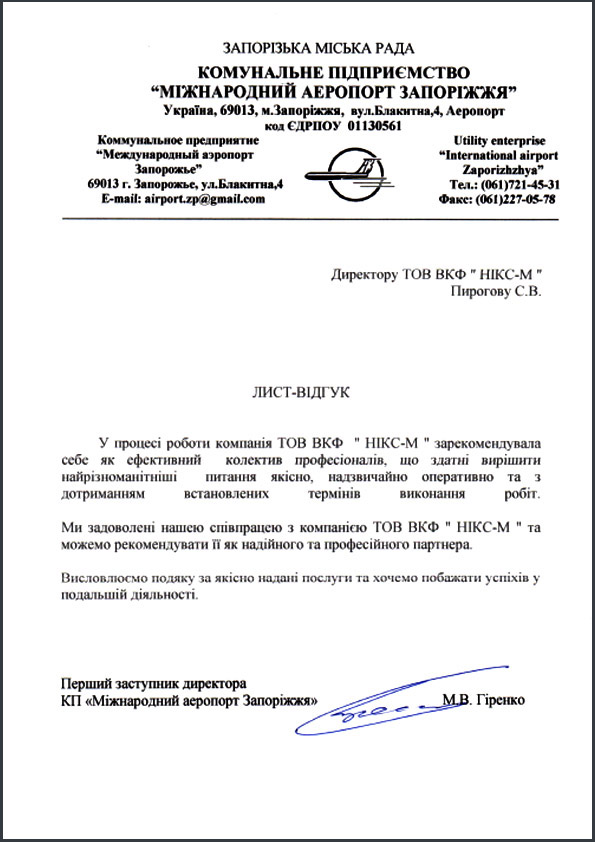 ЗАПОРІЗЬКА МІСЬКА РАДА
КОМУНАЛЬНЕ ПІДПРИЄМСТВО
“МІЖНАРОДНИЙ АЕРОПОРТ ЗАПОРІЖЖЯ”
Україна, 69013, м.Запоріжжя, вул.Блакитна,4, Аеропорт
код ЄДРПОУ 01130561
Коммунальное предприятие
“Международный аэропорт
Запорожье”
69013 г. Запорожье, ул.Блакитна,4
E-mail: airport.zp@gmail.com
Utility enterprise
“International airport
Zaporizhzhya”
Тел.: (061)721-45-31
Факс: (061)227-05-78
Директору ТОВ ВКФ " НІКС-М "
Пирогову С.В.
ЛИСТ-ВІДГУК
У процесі роботи компанія ТОВ ВКФ " НІКС-М " зарекомендувала
себе як ефективний колектив професіоналів, що здатні вирішити
найрізноманітніші питання якісно, надзвичайно оперативно та з
дотриманням встановлених термінів виконання робіт.
Ми задоволені нашею співпрацею з компанією ТОВ ВКФ " НІКС-М " та
можемо рекомендувати її як надійного та професійного партнера.
Висловлюємо подяку за якісно надані послуги та хочемо побажати успіхів у
подальшій діяльності.
Перший заступник директора
КП «Міжнародний аеропорт Запоріжжя»
М.В. Гіренко